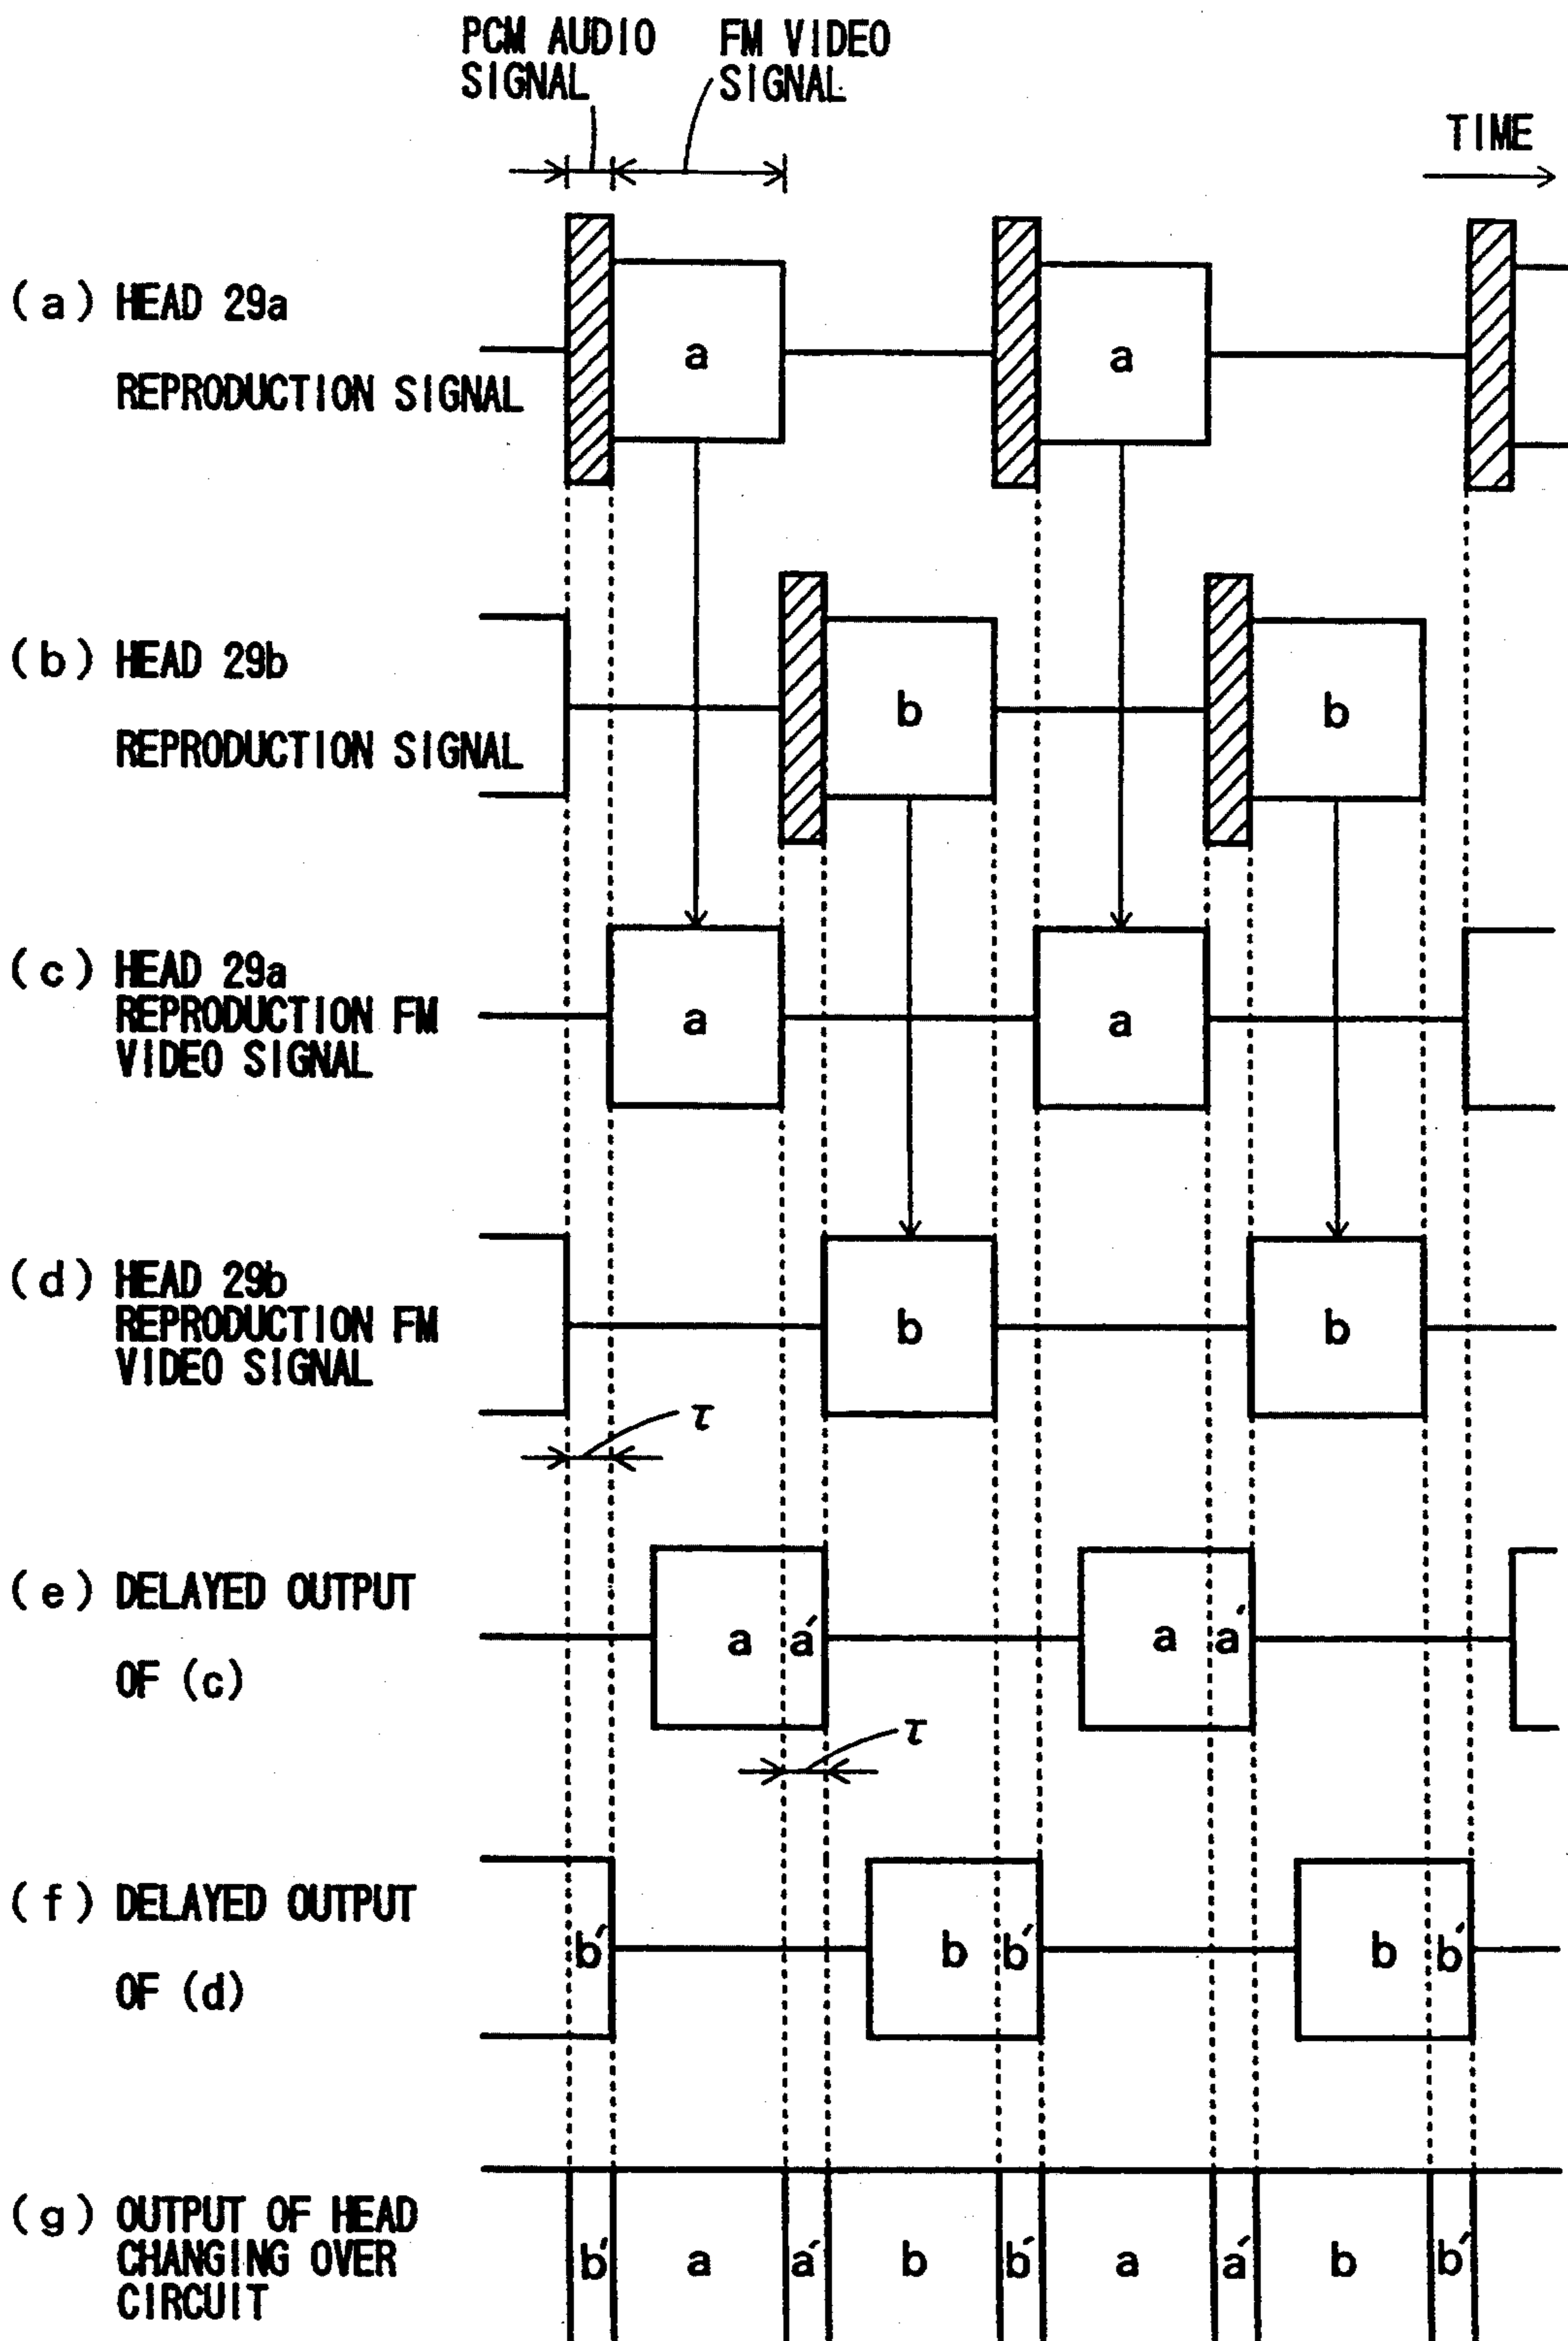 PCM AUDIO
SIGNAL
FM VIDEO
SIGNAL
TIME
(a) HEAD 29a
REPRODUCTION SIGNAL
a
a
(b) HEAD 29b
REPRODUCTION SIGNAL
b
b
(c) HEAD 29a
REPRODUCTION FM
VIDEO SIGNAL
a
a
(d) HEAD 29b
REPRODUCTION FM
VIDEO SIGNAL
b
b
τ
(e) DELAYED OUTPUT
OF (c)
a a′ a a′
τ
(f) DELAYED OUTPUT
OF (d)
b′ b b′ b b′
(g) OUTPUT OF HEAD
CHANGING OVER
CIRCUIT
b′ a a′ b b′ a a′ b b′